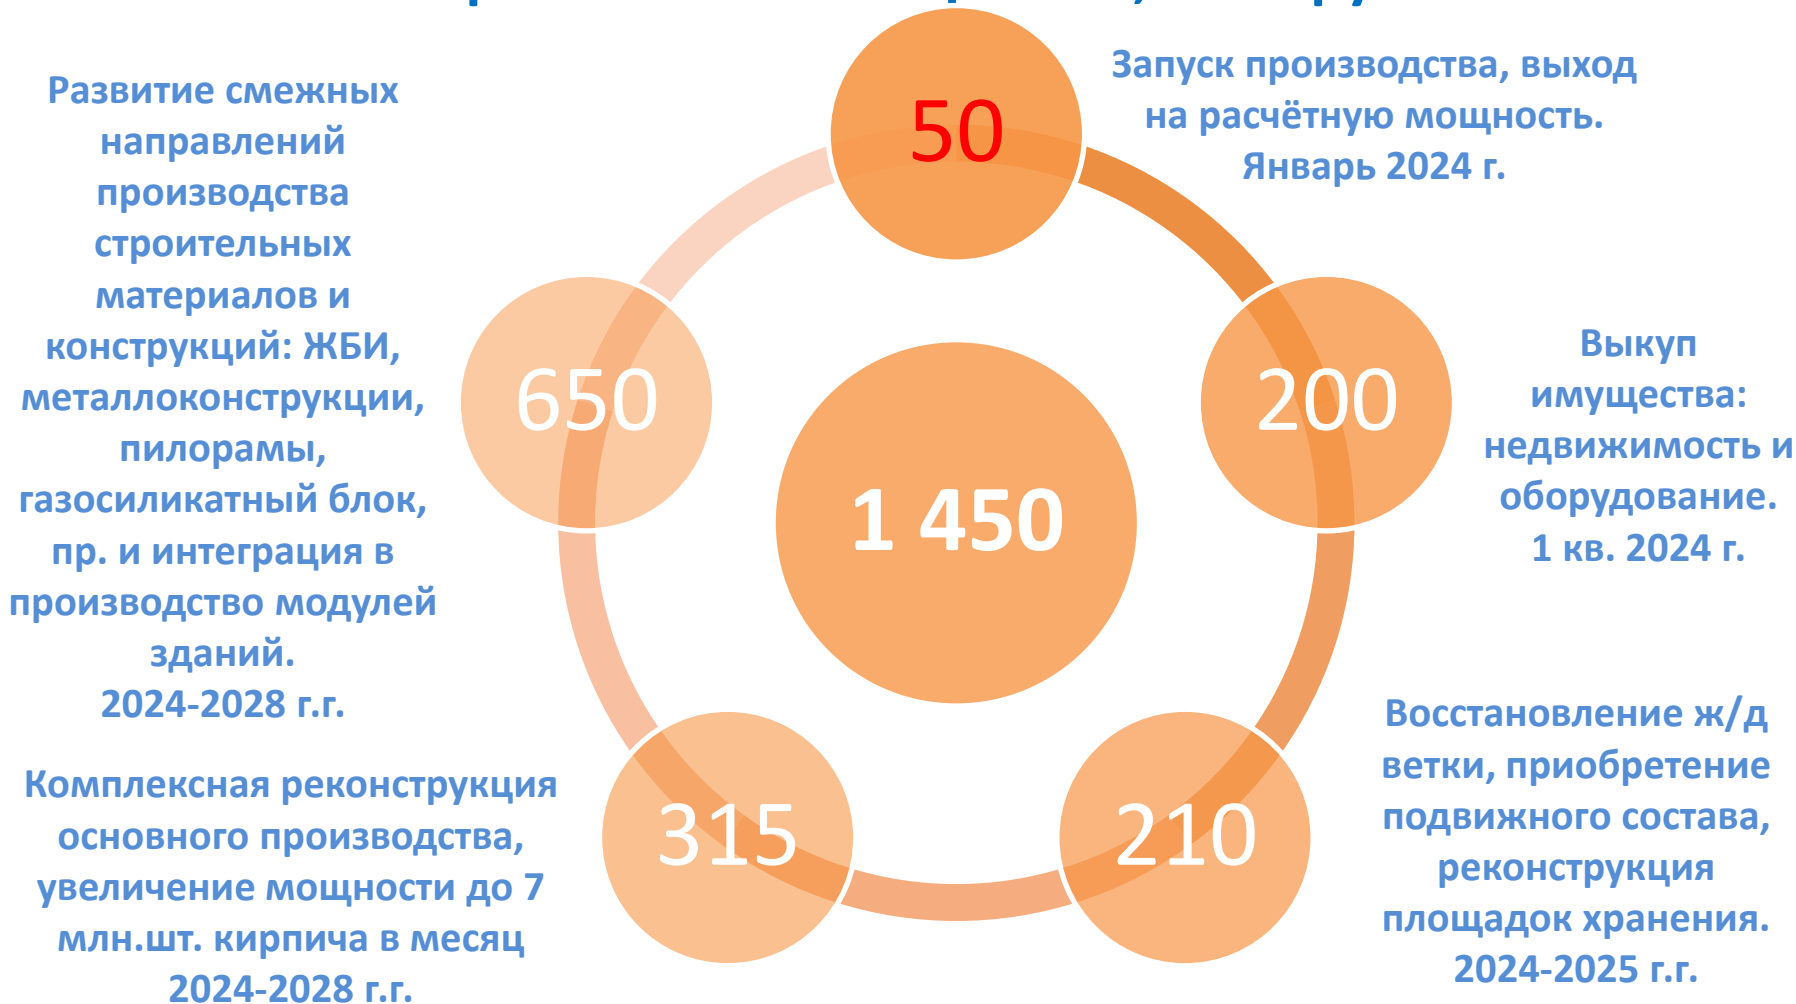 50
Запуск производства, выход
на расчётную мощность.
Январь 2024 г.
200
Выкуп
имущества:
недвижимость и
оборудование.
1 кв. 2024 г.
210
Восстановление ж/д
ветки, приобретение
подвижного состава,
реконструкция
площадок хранения.
2024-2025 г.г.
315
Комплексная реконструкция
основного производства,
увеличение мощности до 7
млн.шт. кирпича в месяц
2024-2028 г.г.
650
Развитие смежных
направлений
производства
строительных
материалов и
конструкций: ЖБИ,
металлоконструкции,
пилорамы,
газосиликатный блок,
пр. и интеграция в
производство модулей
зданий.
2024-2028 г.г.
1 450